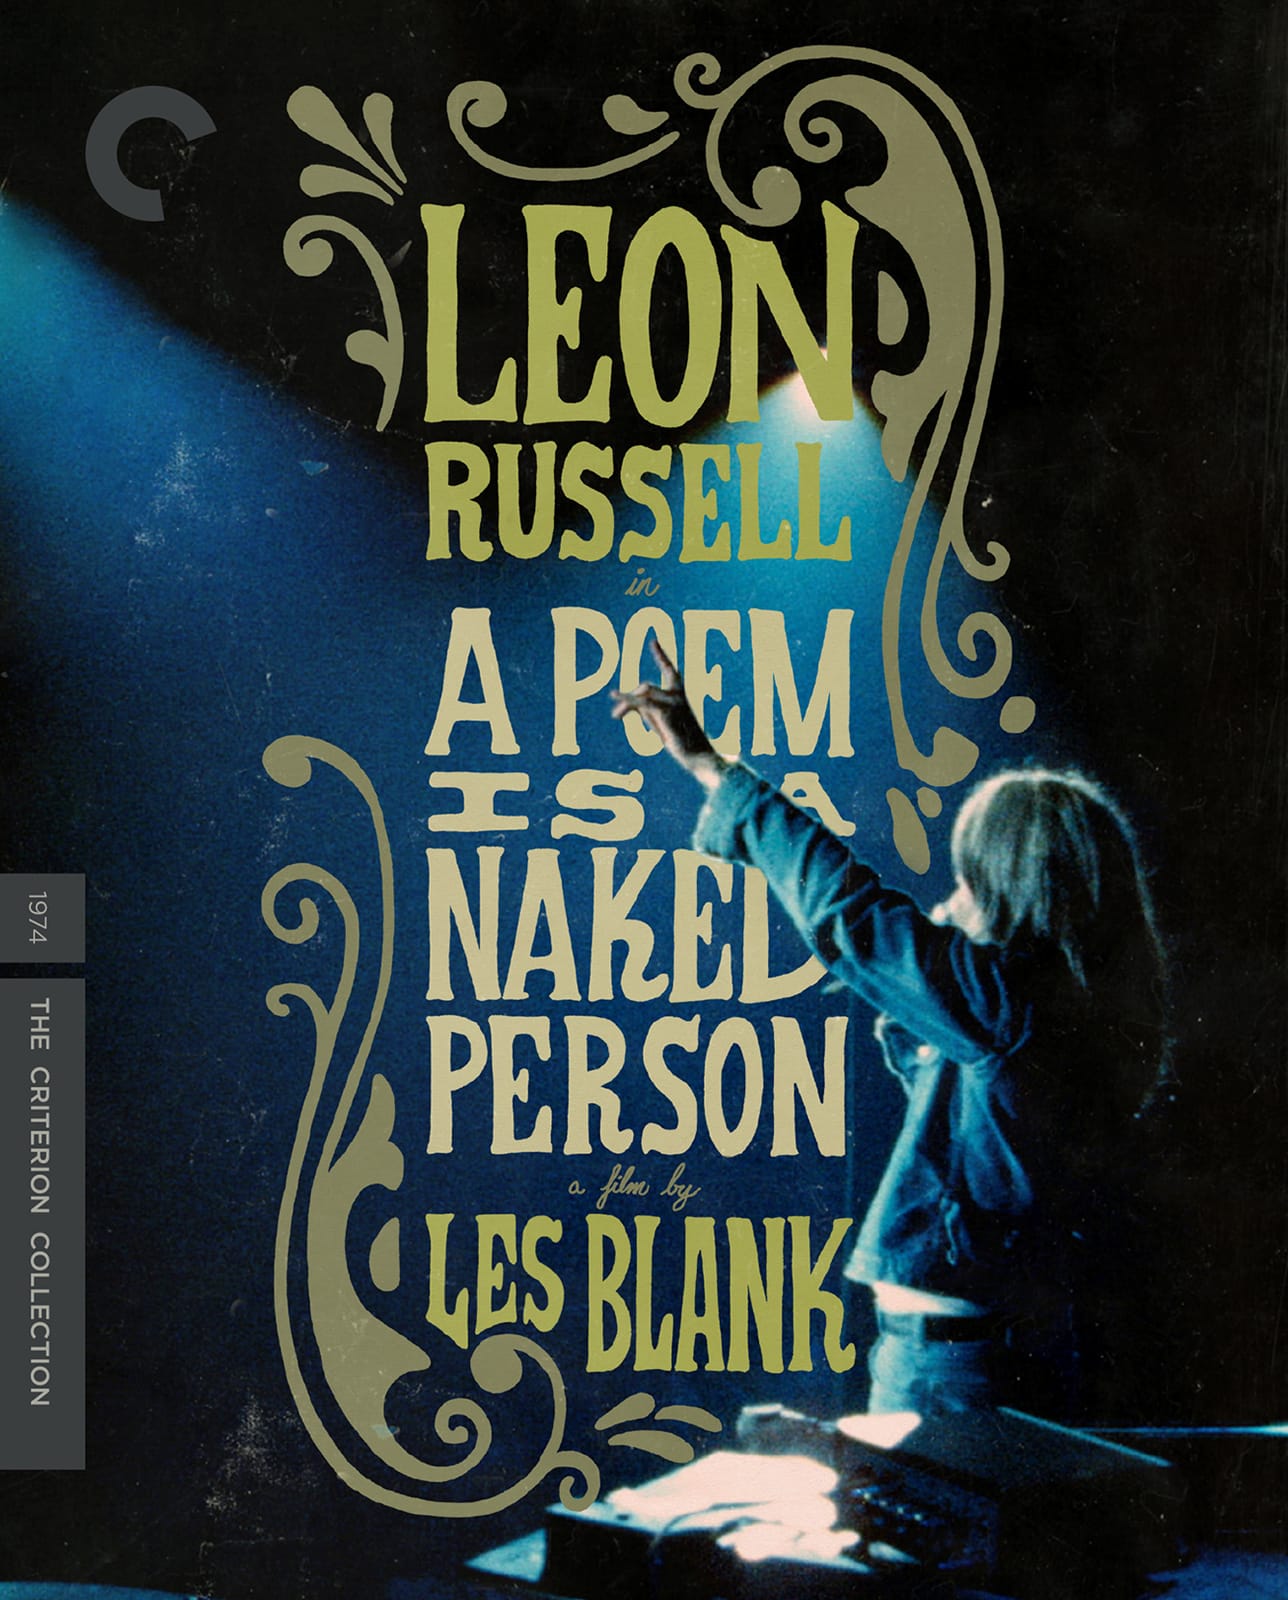 LEON
RUSSELL
in
A POEM
IS A
NAKED
PERSON
a film by
LES BLANK
1974
THE CRITERION COLLECTION